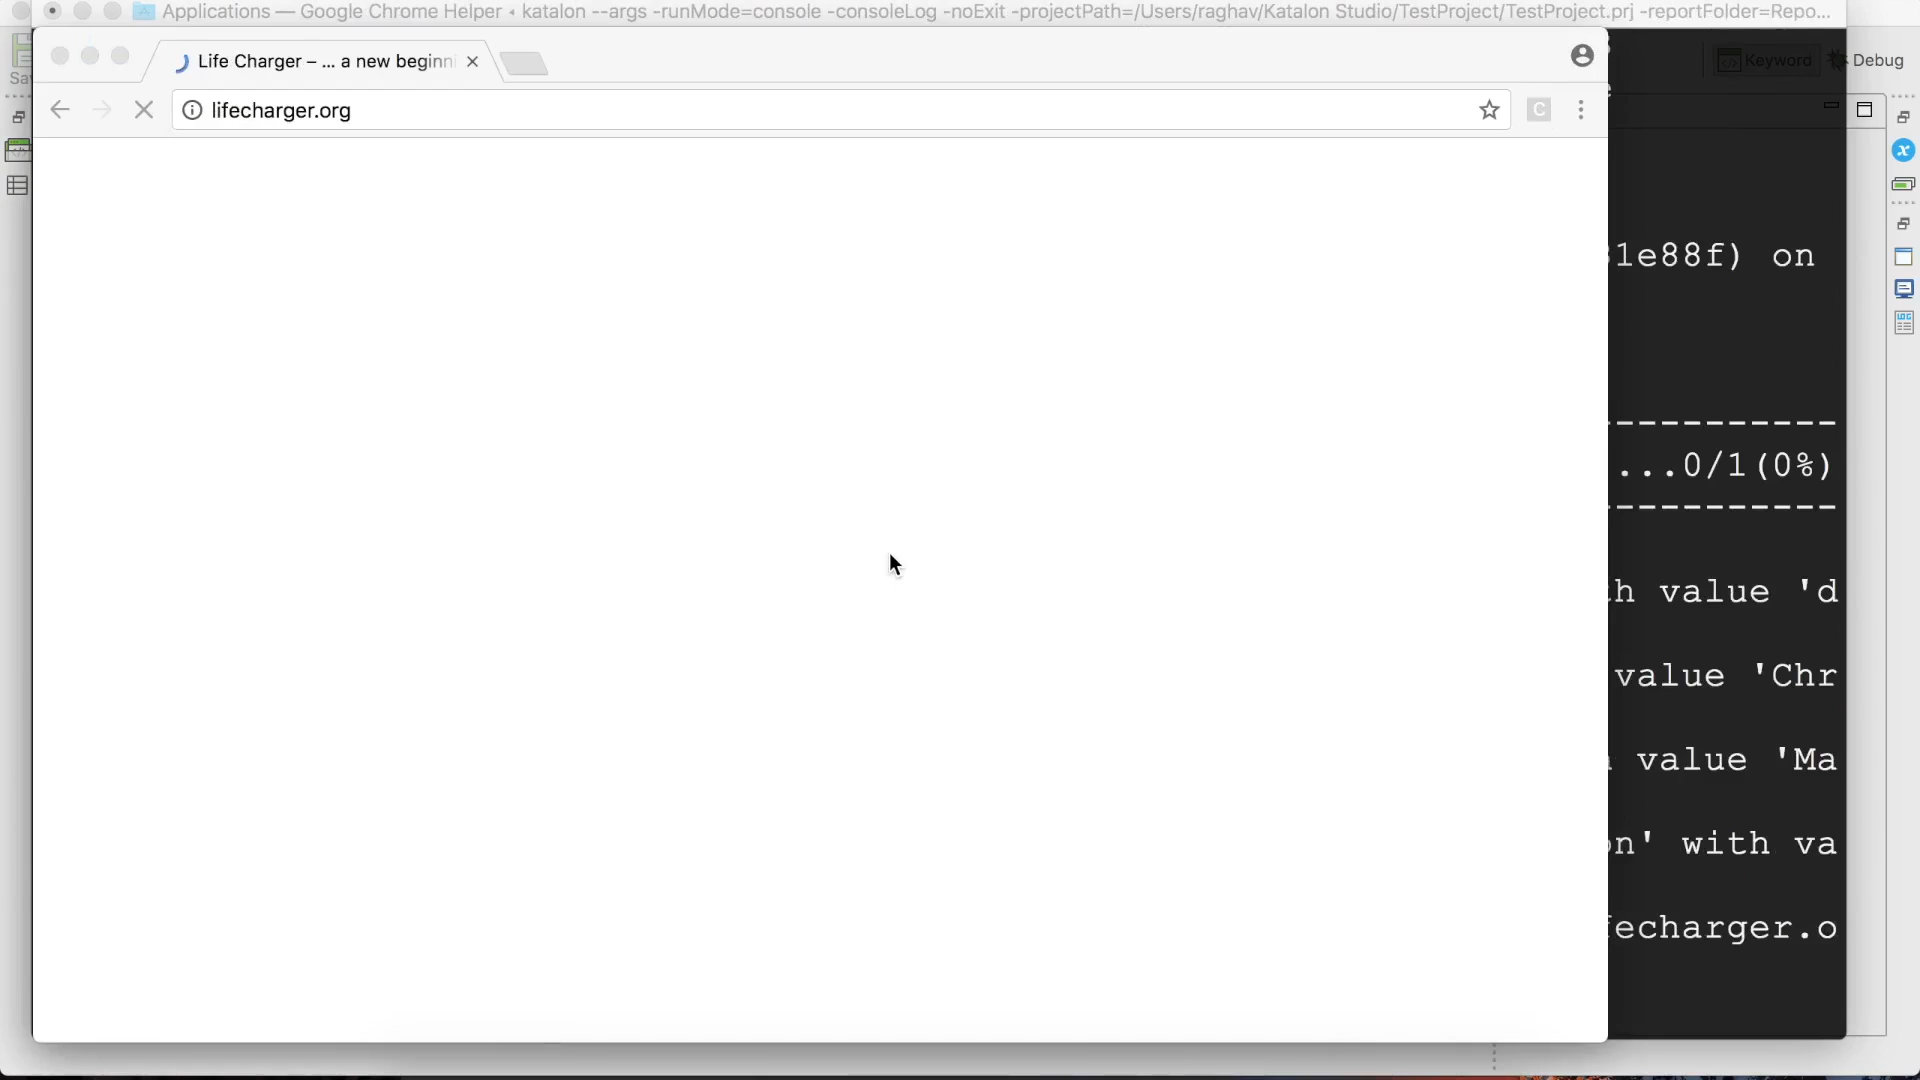 Applications — Google Chrome Helper ◂ katalon --args -runMode=console -consoleLog -noExit -projectPath=/Users/raghav/Katalon Studio/TestProject/TestProject.prj -reportFolder=Repo...
Life Charger – ... a new beginni
Keyword
Debug
lifecharger.org
C
1e88f) on
-----------
...0/1(0%)
-----------
h value 'd
value 'Chr
value 'Ma
n' with va
echarger.o